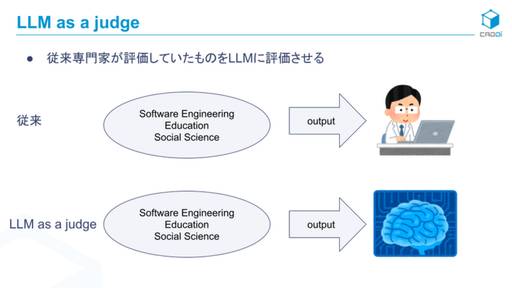 LLM as a judge
CADDi
● 従来専門家が評価していたものをLLMに評価させる
従来
Software Engineering
Education
Social Science
output
LLM as a judge
Software Engineering
Education
Social Science
output